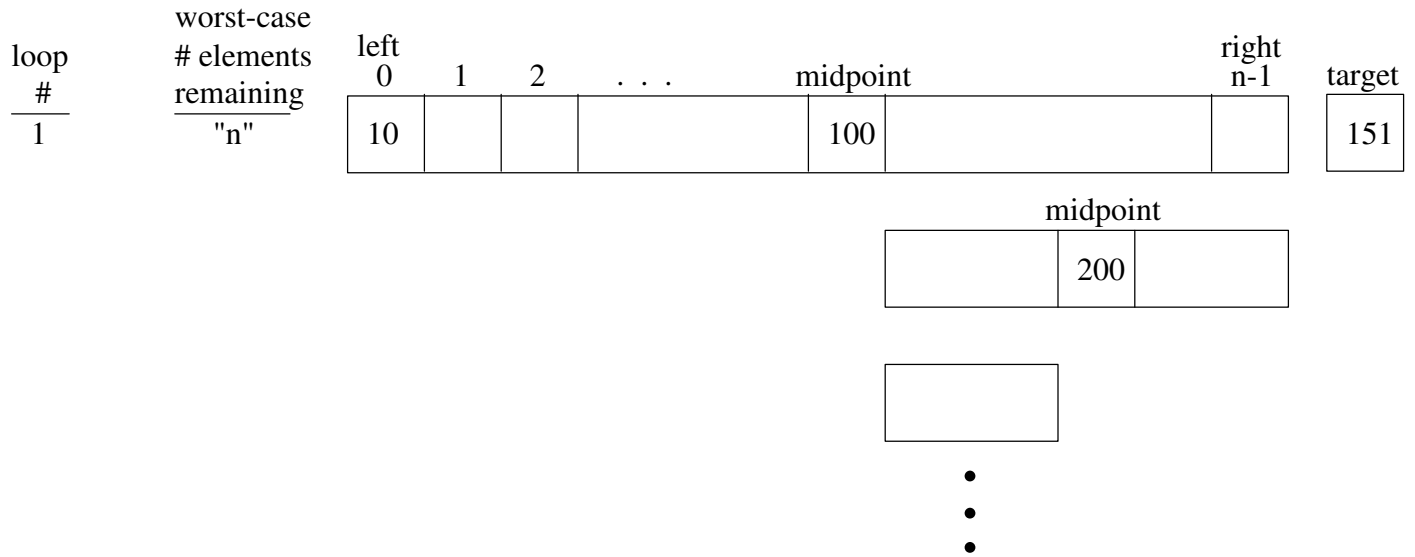 worst-case
loop # elements left right
# remaining 0 1 2 . . . midpoint n-1 target
1 "n" 10 100 151
midpoint
200